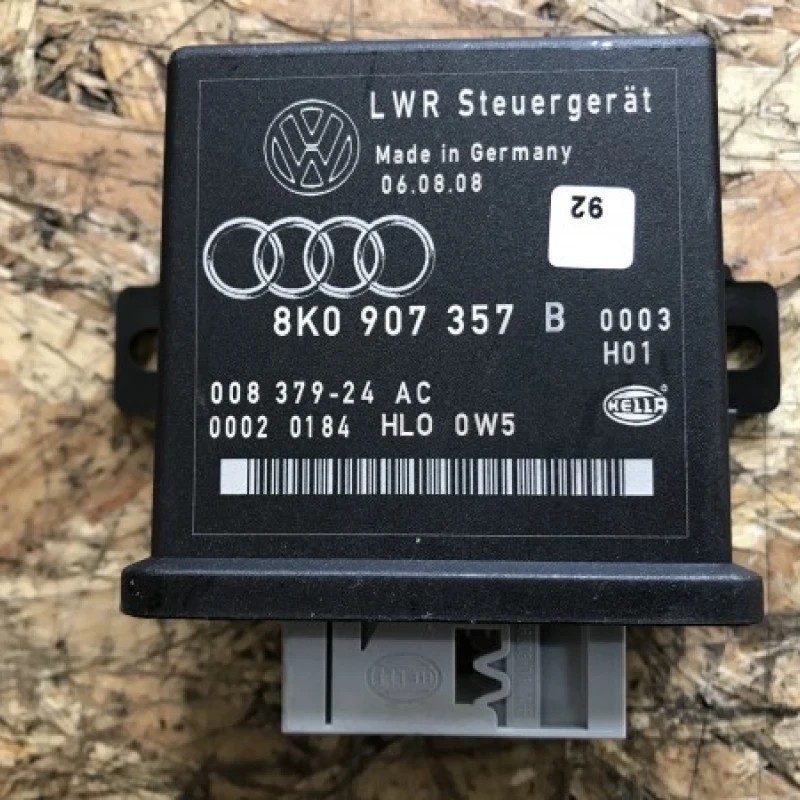 LWR Steuergerät
Made in Germany
06.08.08
92
8K0 907 357 B 0003
H01
008 379-24 AC
0002 0184 HLO 0W5
HELLA
HELLA